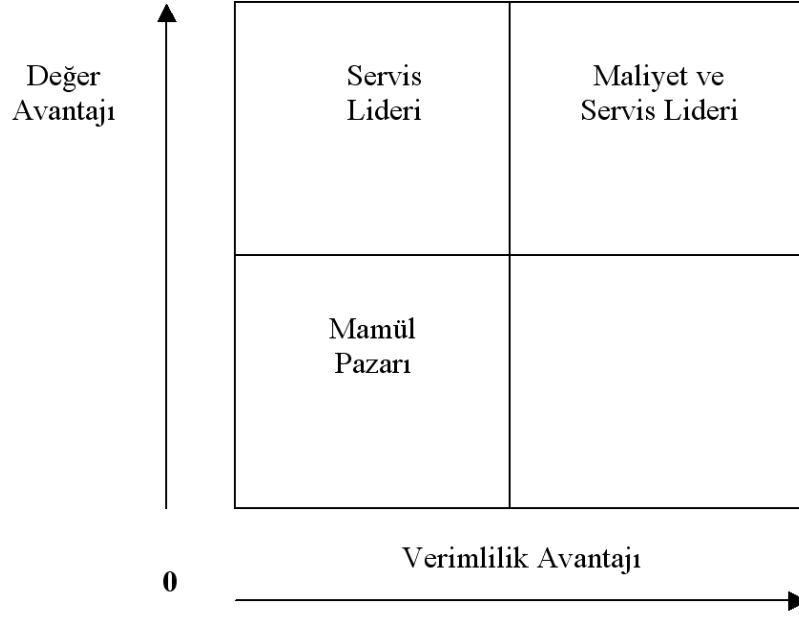 Değer
Avantajı
Servis
Lideri
Maliyet ve
Servis Lideri
Mamül
Pazarı
Verimlilik Avantajı
0